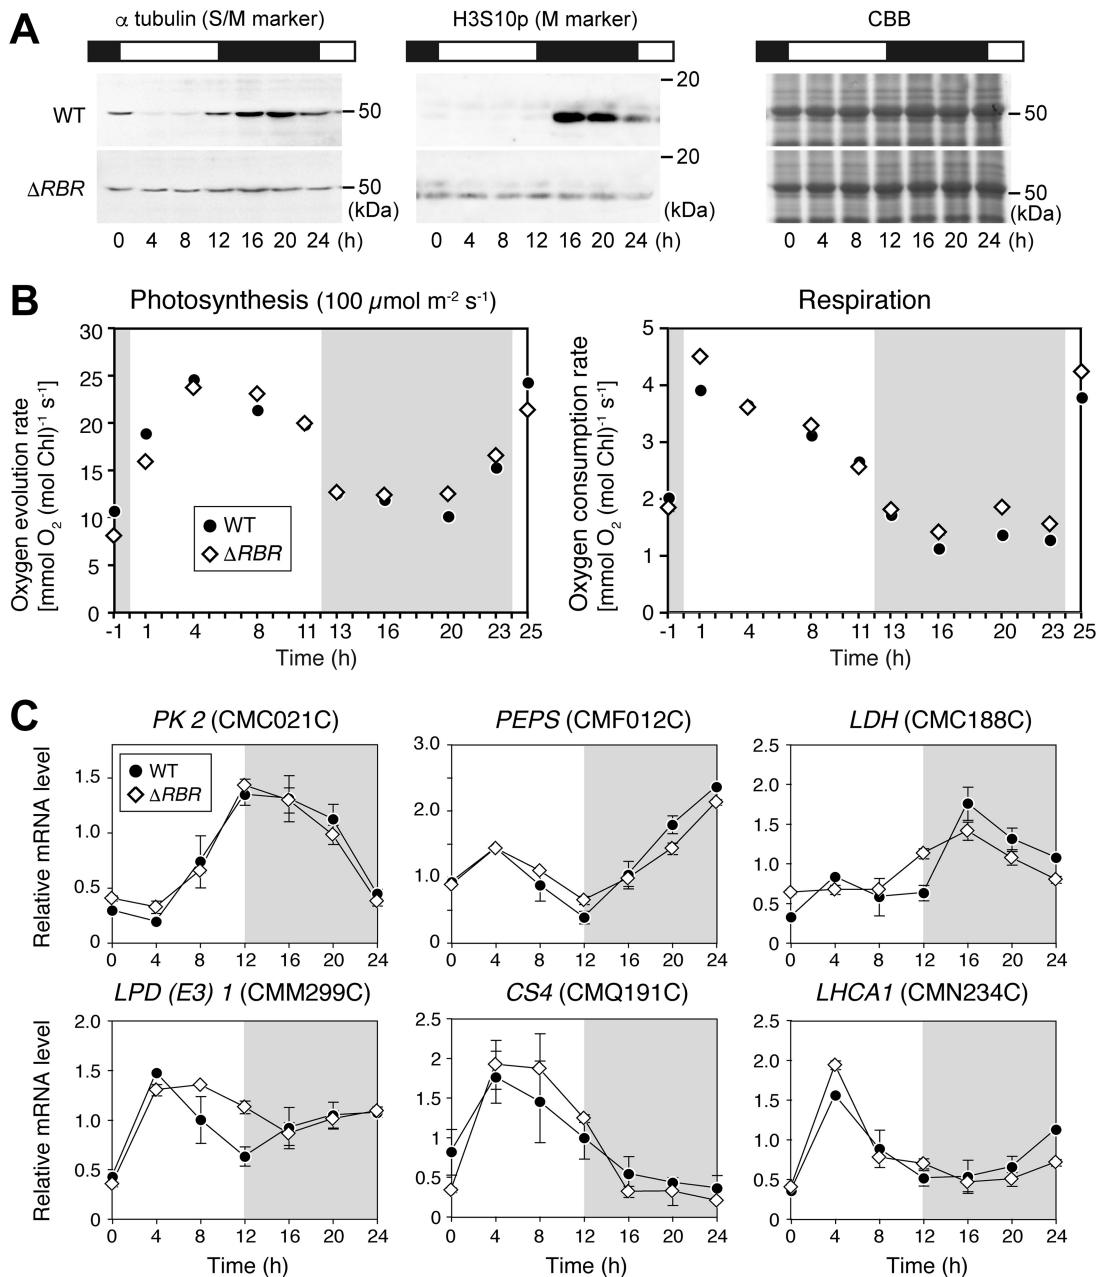 A
α tubulin (S/M marker)
H3S10p (M marker)
CBB
WT
50
20
50
ΔRBR
50
20
50
(kDa)
(kDa)
(kDa)
0 4 8 12 16 20 24 (h)
0 4 8 12 16 20 24 (h)
0 4 8 12 16 20 24 (h)
B
Photosynthesis (100 µmol m-2 s-1)
Oxygen evolution rate
[mmol O2 (mol Chl)-1 s-1]
30
25
20
15
10
5
0
WT
ΔRBR
-1 1 4 8 11 13 16 20 23 25
Time (h)
Respiration
Oxygen consumption rate
[mmol O2 (mol Chl)-1 s-1]
5
4
3
2
1
0
-1 1 4 8 11 13 16 20 23 25
Time (h)
C
PK 2 (CMC021C)
Relative mRNA level
1.5
1.0
0.5
0
WT
ΔRBR
0 4 8 12 16 20 24
PEPS (CMF012C)
3.0
2.0
1.0
0
0 4 8 12 16 20 24
LDH (CMC188C)
2.5
2.0
1.5
1.0
0.5
0
0 4 8 12 16 20 24
LPD (E3) 1 (CMM299C)
Relative mRNA level
2.0
1.5
1.0
0.5
0
0 4 8 12 16 20 24
Time (h)
CS4 (CMQ191C)
2.5
2
1.5
1
0.5
0
0 4 8 12 16 20 24
Time (h)
LHCA1 (CMN234C)
2.5
2.0
1.5
1.0
0.5
0
0 4 8 12 16 20 24
Time (h)